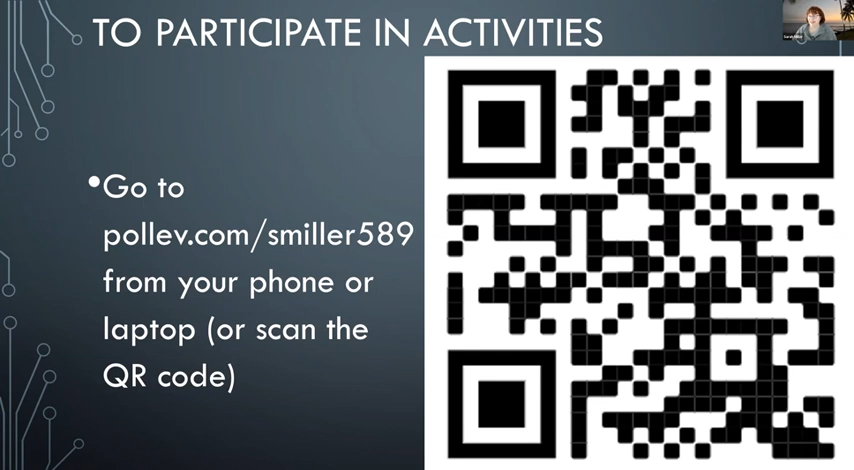 TO PARTICIPATE IN ACTIVITIES
•Go to
pollev.com/smiller589
from your phone or
laptop (or scan the
QR code)